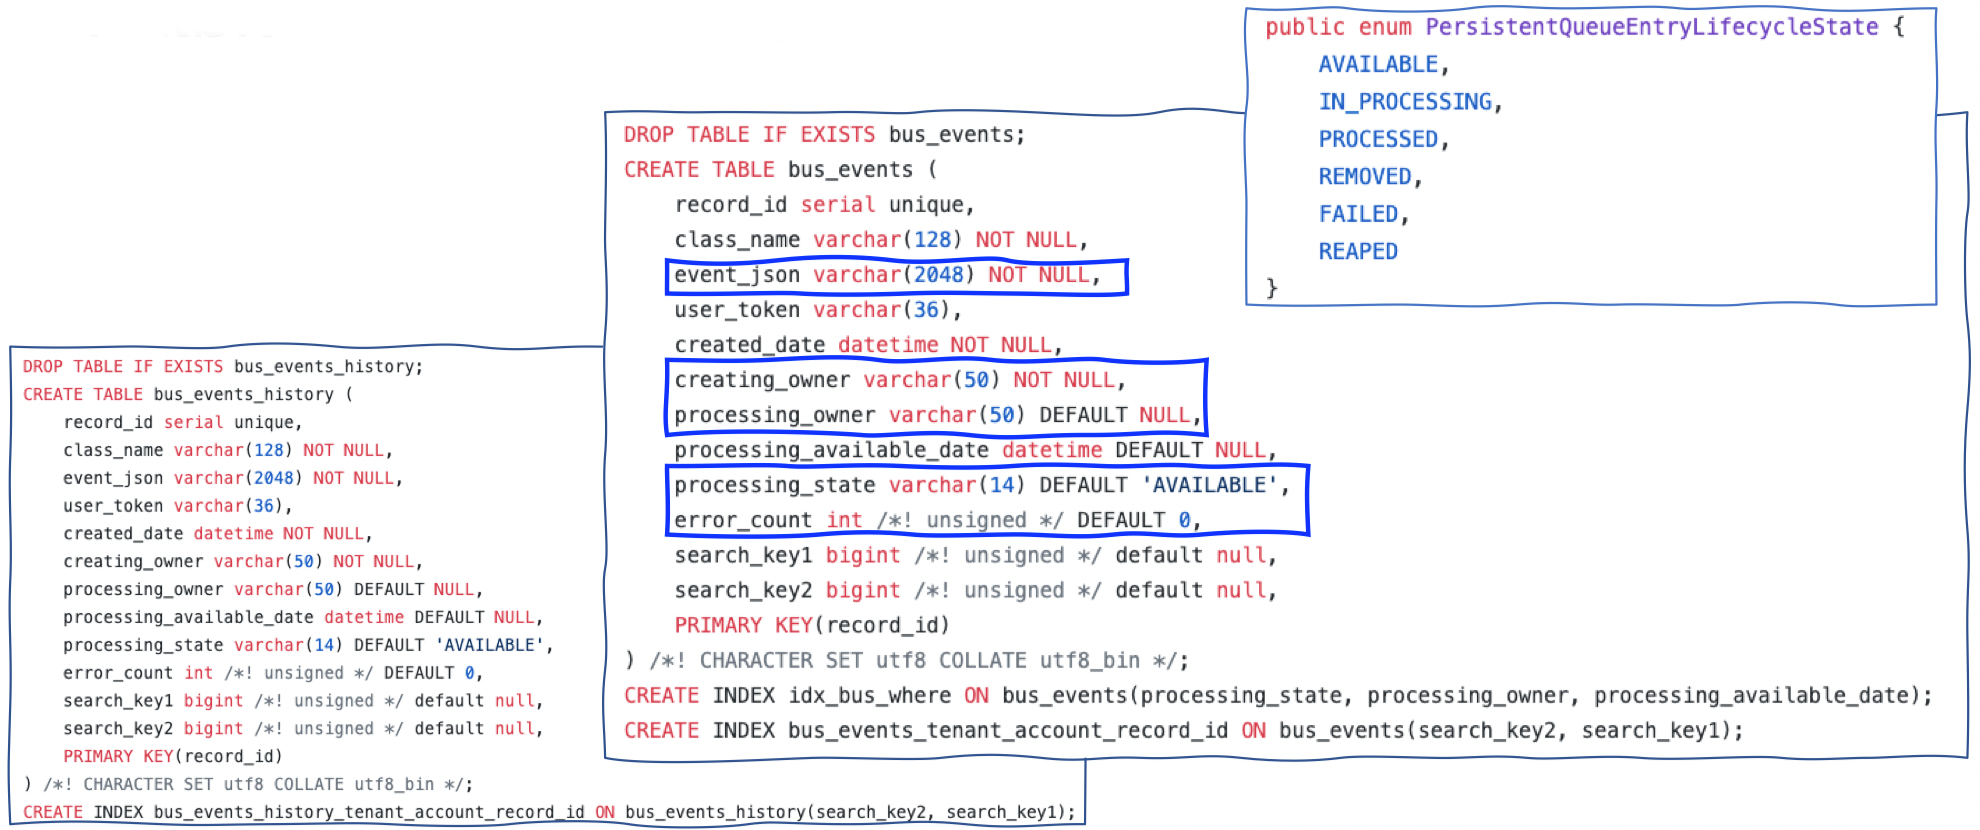 public enum PersistentQueueEntryLifecycleState {
    AVAILABLE,
    IN_PROCESSING,
    PROCESSED,
    REMOVED,
    FAILED,
    REAPED
}
DROP TABLE IF EXISTS bus_events;
CREATE TABLE bus_events (
    record_id serial unique,
    class_name varchar(128) NOT NULL,
    event_json varchar(2048) NOT NULL,
    user_token varchar(36),
    created_date datetime NOT NULL,
    creating_owner varchar(50) NOT NULL,
    processing_owner varchar(50) DEFAULT NULL,
    processing_available_date datetime DEFAULT NULL,
    processing_state varchar(14) DEFAULT 'AVAILABLE',
    error_count int /*! unsigned */ DEFAULT 0,
    search_key1 bigint /*! unsigned */ default null,
    search_key2 bigint /*! unsigned */ default null,
    PRIMARY KEY(record_id)
) /*! CHARACTER SET utf8 COLLATE utf8_bin */;
CREATE INDEX idx_bus_where ON bus_events(processing_state, processing_owner, processing_available_date);
CREATE INDEX bus_events_tenant_account_record_id ON bus_events(search_key2, search_key1);
DROP TABLE IF EXISTS bus_events_history;
CREATE TABLE bus_events_history (
    record_id serial unique,
    class_name varchar(128) NOT NULL,
    event_json varchar(2048) NOT NULL,
    user_token varchar(36),
    created_date datetime NOT NULL,
    creating_owner varchar(50) NOT NULL,
    processing_owner varchar(50) DEFAULT NULL,
    processing_available_date datetime DEFAULT NULL,
    processing_state varchar(14) DEFAULT 'AVAILABLE',
    error_count int /*! unsigned */ DEFAULT 0,
    search_key1 bigint /*! unsigned */ default null,
    search_key2 bigint /*! unsigned */ default null,
    PRIMARY KEY(record_id)
) /*! CHARACTER SET utf8 COLLATE utf8_bin */;
CREATE INDEX bus_events_history_tenant_account_record_id ON bus_events_history(search_key2, search_key1);